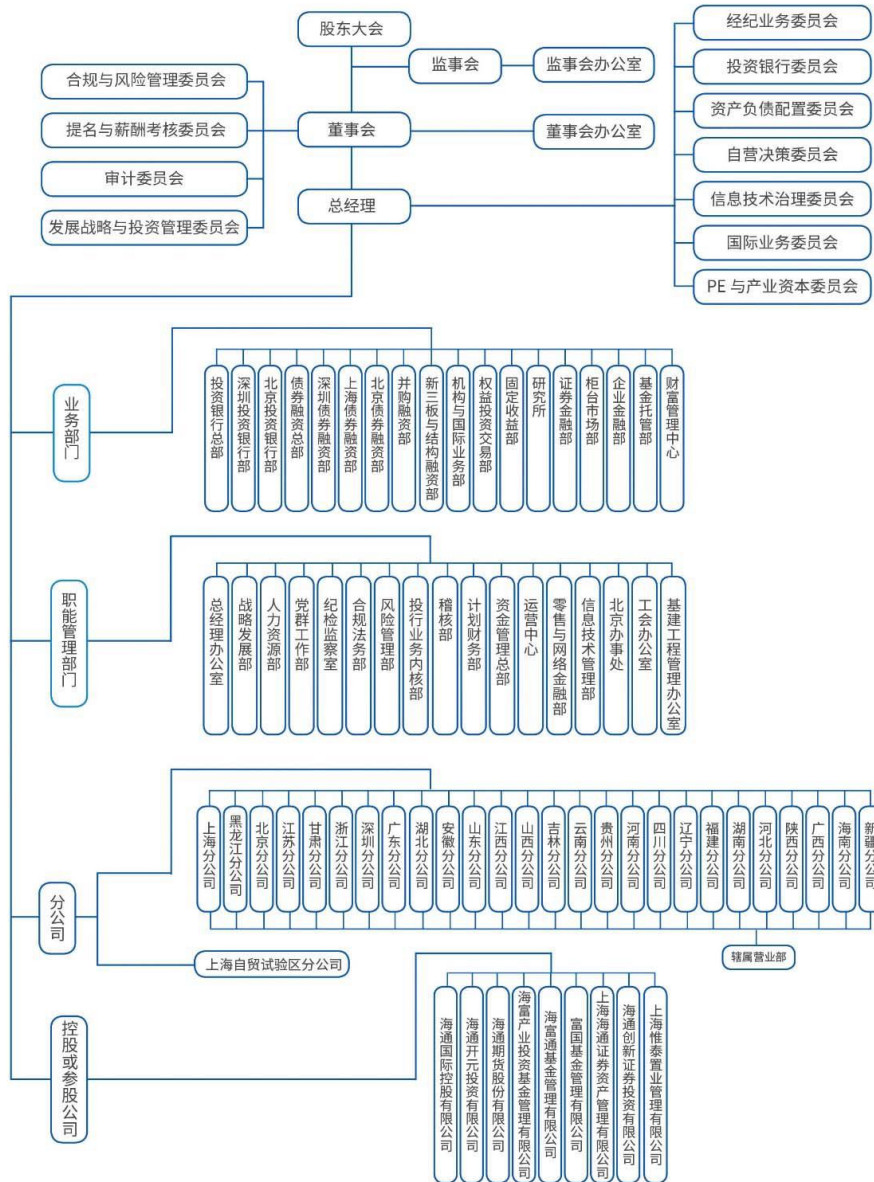 股东大会
监事会
监事会办公室
董事会
董事会办公室
总经理
合规与风险管理委员会
提名与薪酬考核委员会
审计委员会
发展战略与投资管理委员会
经纪业务委员会
投资银行委员会
资产负债配置委员会
自营决策委员会
信息技术治理委员会
国际业务委员会
PE 与产业资本委员会
业务部门
投资银行总部
深圳投资银行部
北京投资银行部
债券融资总部
深圳债券融资部
上海债券融资部
北京债券融资部
并购融资部
新三板与结构融资部
机构与国际业务部
权益投资交易部
固定收益部
研究所
证券金融部
柜台市场部
企业金融部
基金托管部
财富管理中心
职能管理部门
总经理办公室
战略发展部
人力资源部
党群工作部
纪检监察室
合规法务部
风险管理部
投行业务内核部
稽核部
计划财务部
资金管理总部
运营中心
零售与网络金融部
信息技术管理部
北京办事处
工会办公室
基建工程管理办公室
分公司
上海分公司
黑龙江分公司
北京分公司
江苏分公司
甘肃分公司
浙江分公司
深圳分公司
广东分公司
湖北分公司
安徽分公司
山东分公司
江西分公司
山西分公司
吉林分公司
云南分公司
贵州分公司
河南分公司
四川分公司
辽宁分公司
福建分公司
湖南分公司
河北分公司
陕西分公司
广西分公司
海南分公司
新疆分公司
上海自贸试验区分公司
辖属营业部
控股或参股公司
海通国际控股有限公司
海通开元投资有限公司
海通期货股份有限公司
海富产业投资基金管理有限公司
海富通基金管理有限公司
富国基金管理有限公司
上海海通证券资产管理有限公司
海通创新证券投资有限公司
上海惟泰置业管理有限公司